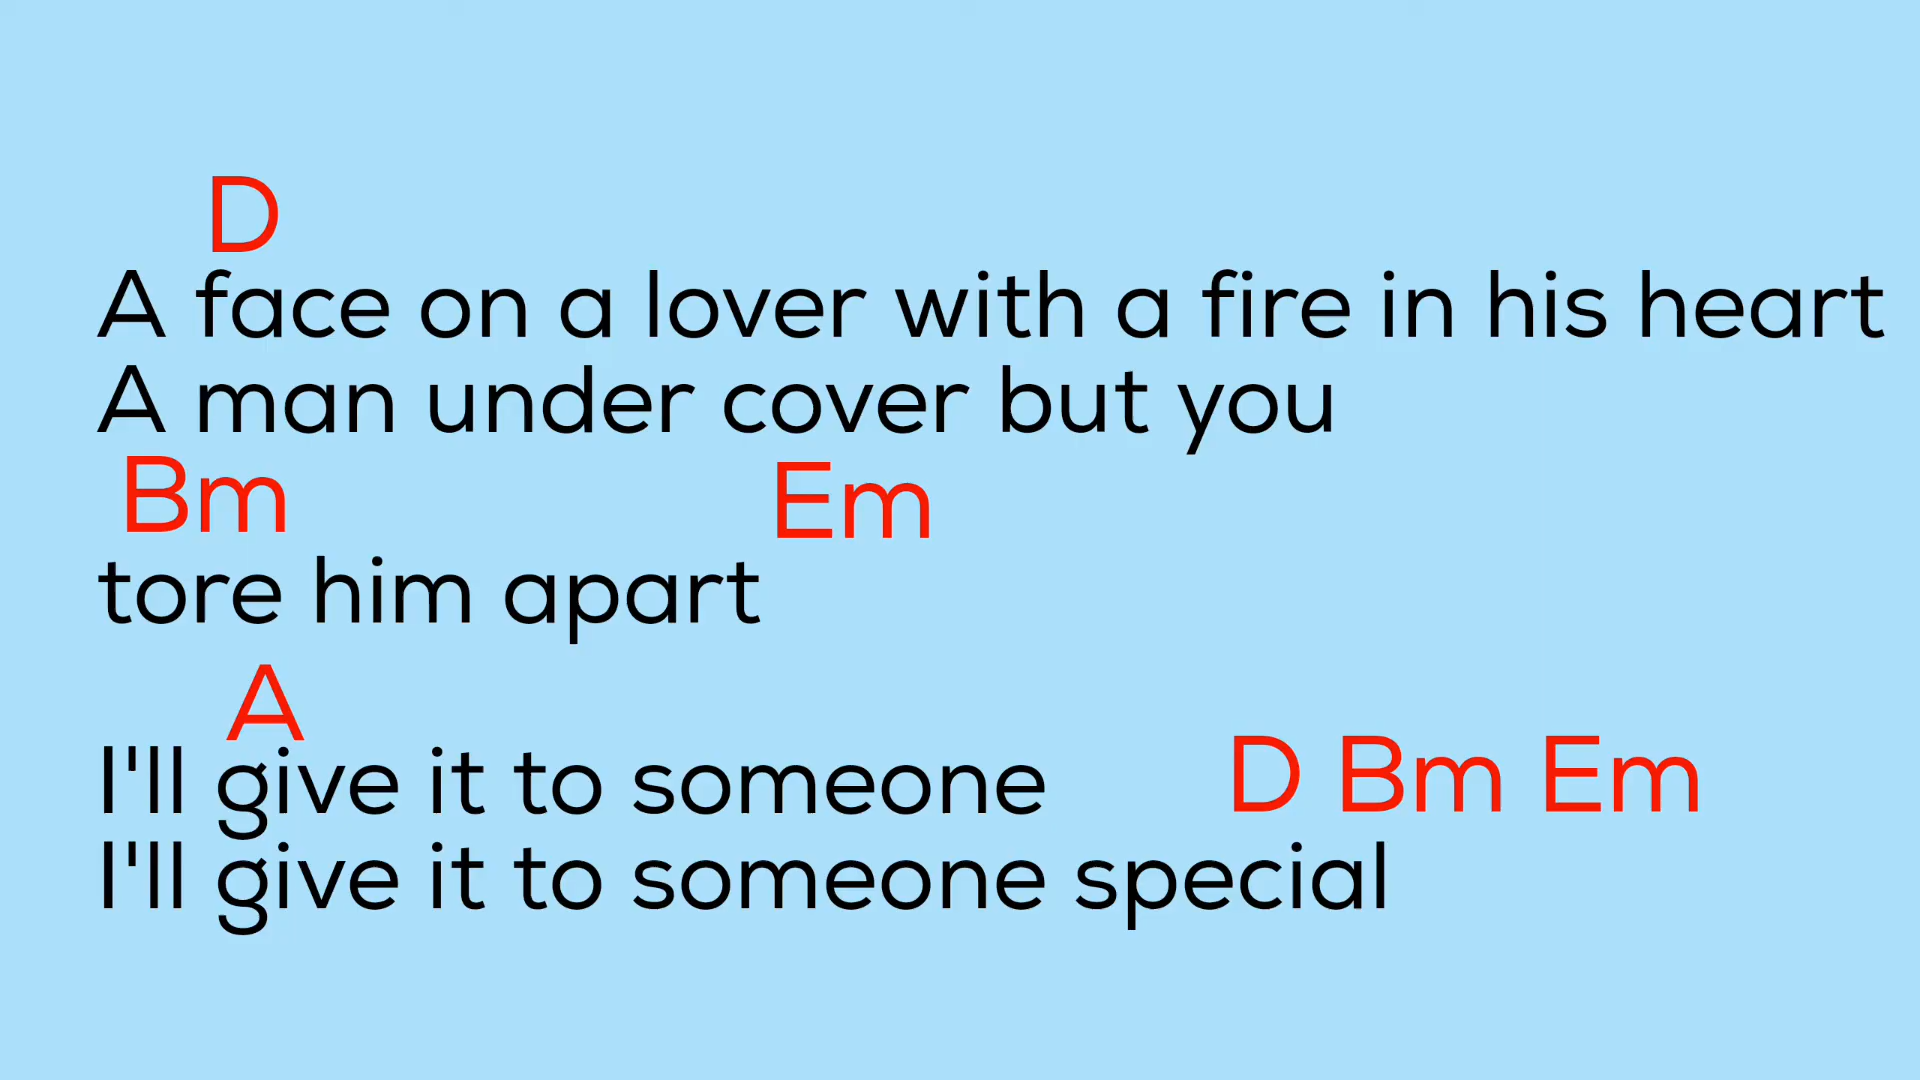 D
A face on a lover with a fire in his heart
A man under cover but you
Bm Em
tore him apart
A
I'll give it to someone D Bm Em
I'll give it to someone special